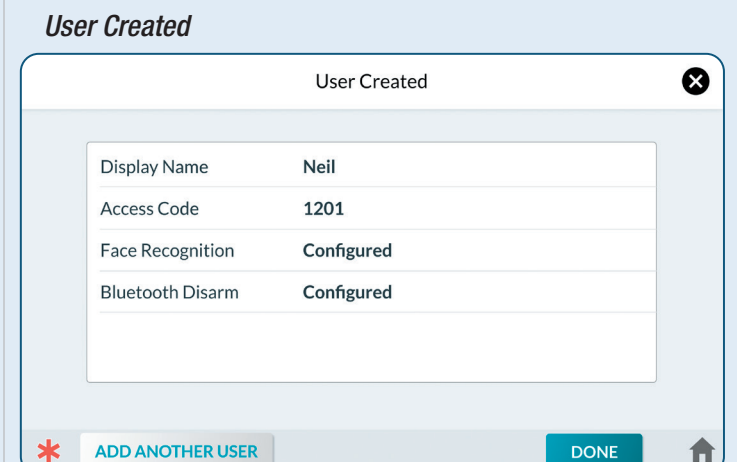 User Created
User Created
Display Name Neil
Access Code 1201
Face Recognition Configured
Bluetooth Disarm Configured
ADD ANOTHER USER DONE